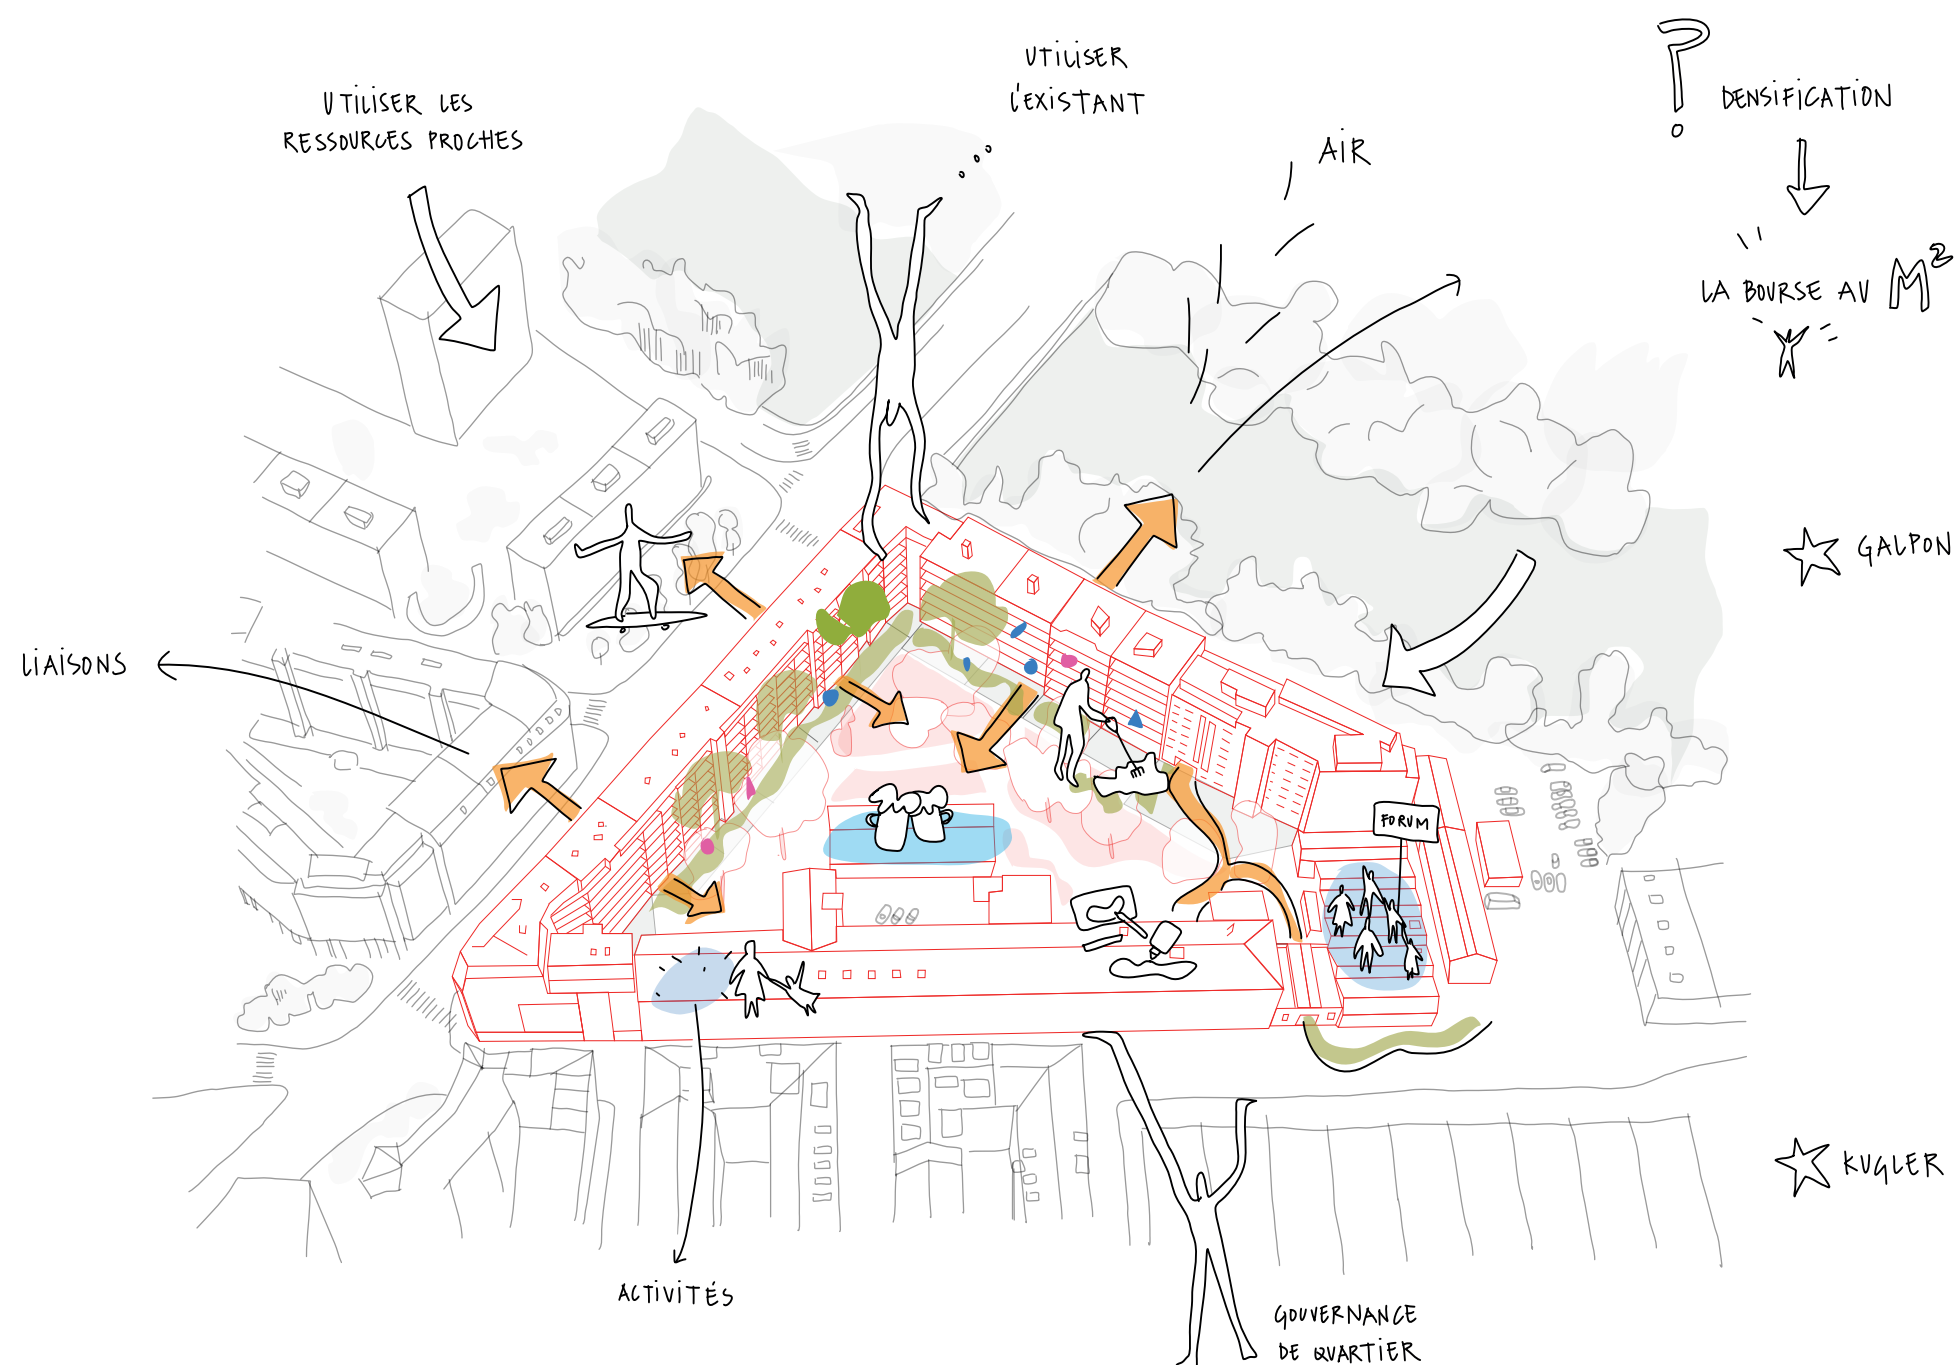 UTILISER LES
RESSOURCES PROCHES
UTILISER
L'EXISTANT
AIR
? DENSIFICATION
LA BOURSE AU M²
GALPON
LIAISONS
FORUM
KUGLER
ACTIVITÉS
GOUVERNANCE
DE QUARTIER